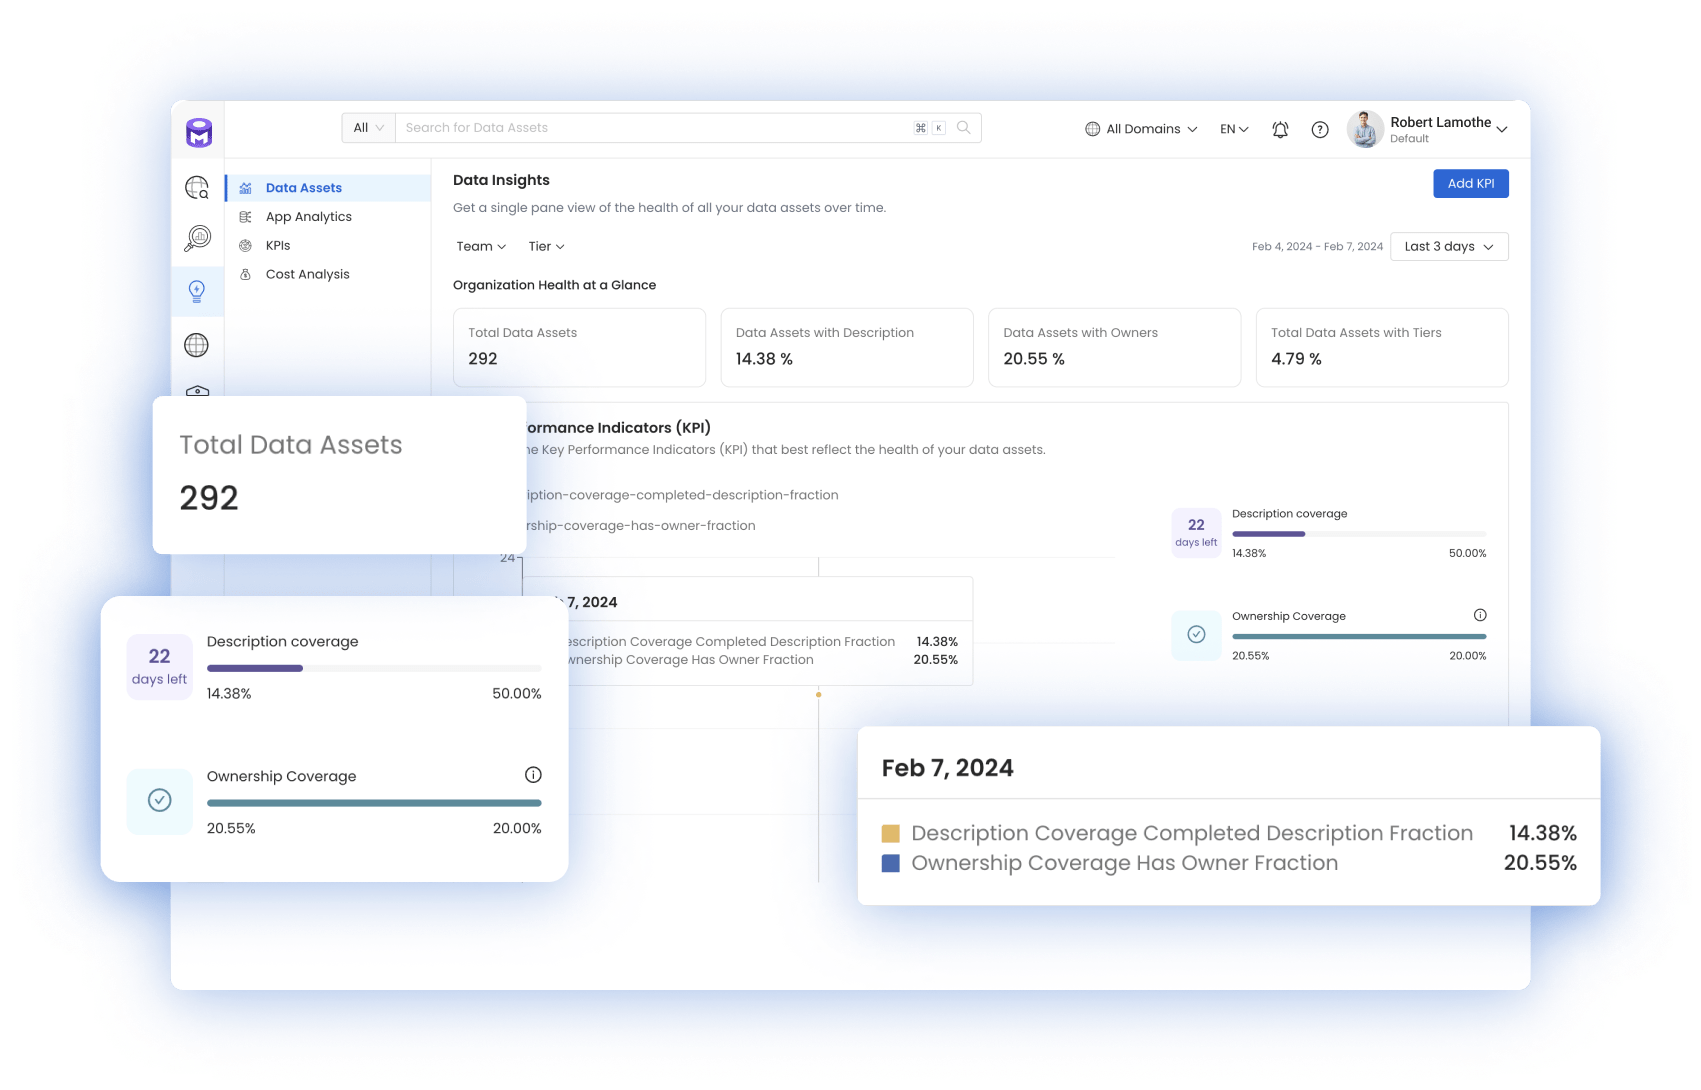 All
Search for Data Assets
⌘ K
All Domains
EN
Robert Lamothe
Default
Data Assets
App Analytics
KPIs
Cost Analysis
Data Insights
Add KPI
Get a single pane view of the health of all your data assets over time.
Team
Tier
Feb 4, 2024 - Feb 7, 2024
Last 3 days
Organization Health at a Glance
Total Data Assets
292
Data Assets with Description
14.38 %
Data Assets with Owners
20.55 %
Total Data Assets with Tiers
4.79 %
Total Data Assets
292
ormance Indicators (KPI)
Key Performance Indicators (KPI) that best reflect the health of your data assets.
iption-coverage-completed-description-fraction
rship-coverage-has-owner-fraction
24
7, 2024
escription Coverage Completed Description Fraction 14.38%
wnership Coverage Has Owner Fraction 20.55%
22
days left
Description coverage
14.38% 50.00%
Ownership Coverage
20.55% 20.00%
22
days left
Description coverage
14.38% 50.00%
Ownership Coverage
20.55% 20.00%
Feb 7, 2024
Description Coverage Completed Description Fraction 14.38%
Ownership Coverage Has Owner Fraction 20.55%